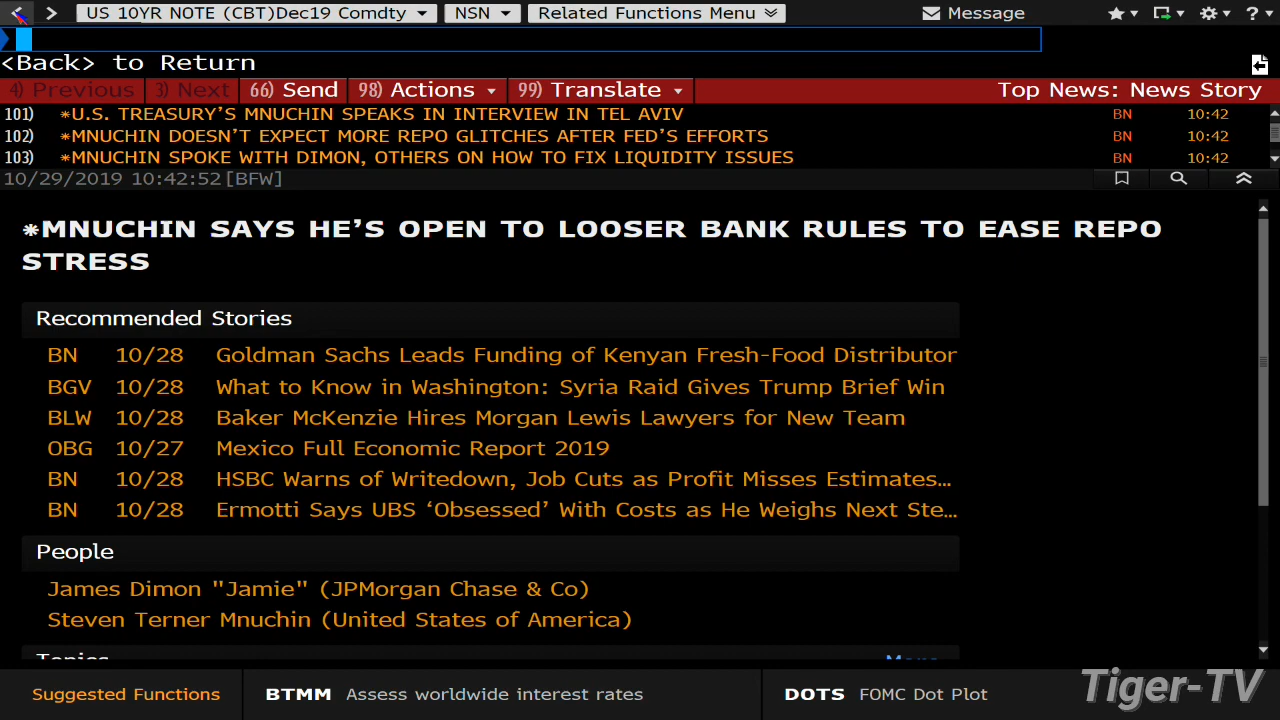 US 10YR NOTE (CBT)Dec19 Comdty NSN Related Functions Menu Message ?
<Back> to Return
4) Previous 3) Next 66) Send 98) Actions 99) Translate Top News: News Story
101) *U.S. TREASURY'S MNUCHIN SPEAKS IN INTERVIEW IN TEL AVIV BN 10:42
102) *MNUCHIN DOESN'T EXPECT MORE REPO GLITCHES AFTER FED'S EFFORTS BN 10:42
103) *MNUCHIN SPOKE WITH DIMON, OTHERS ON HOW TO FIX LIQUIDITY ISSUES BN 10:42
10/29/2019 10:42:52[BFW]
*MNUCHIN SAYS HE'S OPEN TO LOOSER BANK RULES TO EASE REPO
STRESS
Recommended Stories
BN 10/28 Goldman Sachs Leads Funding of Kenyan Fresh-Food Distributor
BGV 10/28 What to Know in Washington: Syria Raid Gives Trump Brief Win
BLW 10/28 Baker McKenzie Hires Morgan Lewis Lawyers for New Team
OBG 10/27 Mexico Full Economic Report 2019
BN 10/28 HSBC Warns of Writedown, Job Cuts as Profit Misses Estimates...
BN 10/28 Ermotti Says UBS 'Obsessed' With Costs as He Weighs Next Ste...
People
James Dimon "Jamie" (JPMorgan Chase & Co)
Steven Terner Mnuchin (United States of America)
Topics More
Suggested Functions BTMM Assess worldwide interest rates DOTS FOMC Dot Plot
Tiger-TV